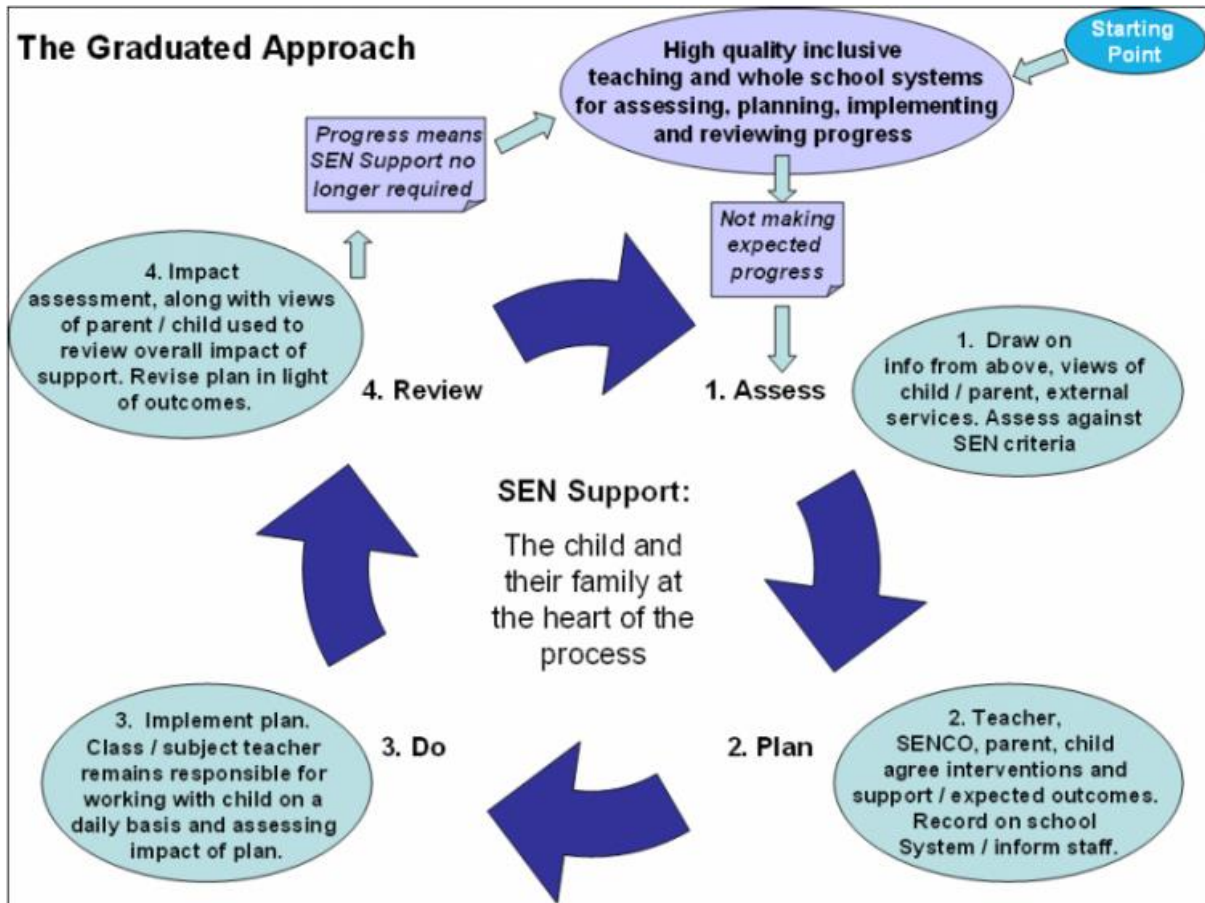 The Graduated Approach
Starting
Point
High quality inclusive
teaching and whole school systems
for assessing, planning, implementing
and reviewing progress
Progress means
SEN Support no
longer required
Not making
expected
progress
4. Impact
assessment, along with views
of parent / child used to
review overall impact of
support. Revise plan in light
of outcomes.
4. Review
1. Assess
1. Draw on
info from above, views of
child / parent, external
services. Assess against
SEN criteria
SEN Support:
The child and
their family at
the heart of the
process
3. Implement plan.
Class / subject teacher
remains responsible for
working with child on a
daily basis and assessing
impact of plan.
3. Do
2. Plan
2. Teacher,
SENCO, parent, child
agree interventions and
support / expected outcomes.
Record on school
System / inform staff.